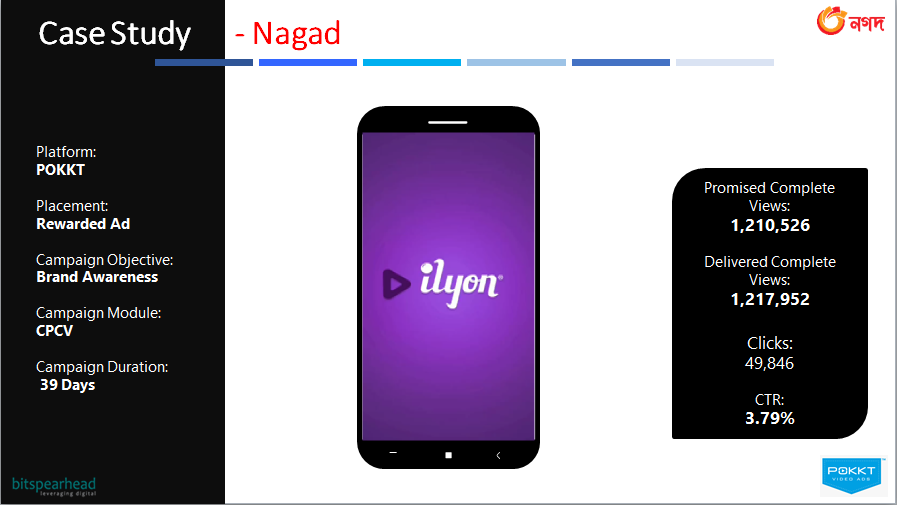 Case Study - Nagad
নগদ
Platform:
POKKT
Placement:
Rewarded Ad
Campaign Objective:
Brand Awareness
Campaign Module:
CPCV
Campaign Duration:
39 Days
ilyon®
Promised Complete
Views:
1,210,526
Delivered Complete
Views:
1,217,952
Clicks:
49,846
CTR:
3.79%
bitspearhead
leveraging digital
POKKT™
VIDEO ADS